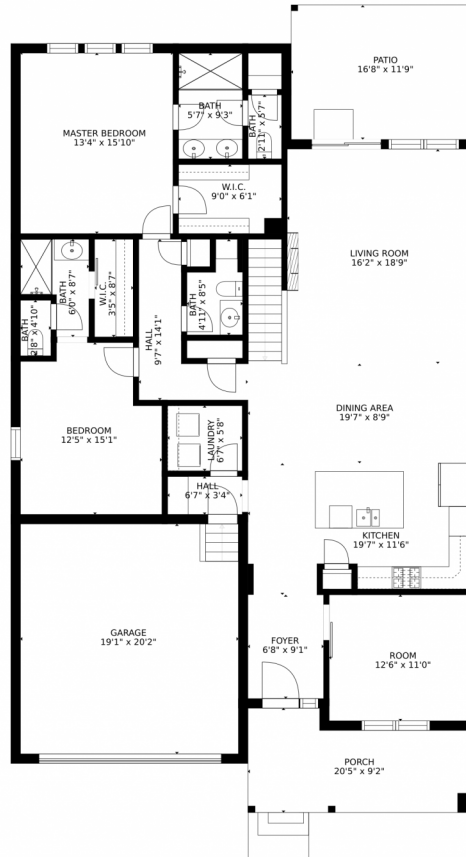 PATIO
16'8" x 11'9"
BATH
5'7" x 9'3"
BATH
2'11" x 5'7"
MASTER BEDROOM
13'4" x 15'10"
W.I.C.
9'0" x 6'1"
LIVING ROOM
16'2" x 18'9"
BATH
6'0" x 8'7"
W.I.C.
3'5" x 8'7"
BATH
4'11" x 8'5"
BATH
2'8" x 4'10"
HALL
9'7" x 14'1"
DINING AREA
19'7" x 8'9"
BEDROOM
12'5" x 15'1"
LAUNDRY
6'7" x 5'8"
HALL
6'7" x 3'4"
KITCHEN
19'7" x 11'6"
GARAGE
19'1" x 20'2"
FOYER
6'8" x 9'1"
ROOM
12'6" x 11'0"
PORCH
20'5" x 9'2"